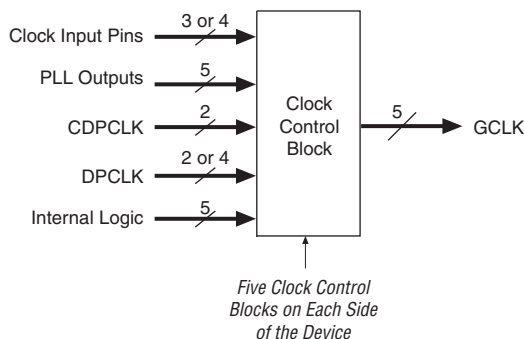 3 or 4
Clock Input Pins
5
PLL Outputs
2
CDPCLK
2 or 4
DPCLK
5
Internal Logic
Clock
Control
Block
5
GCLK
Five Clock Control
Blocks on Each Side
of the Device